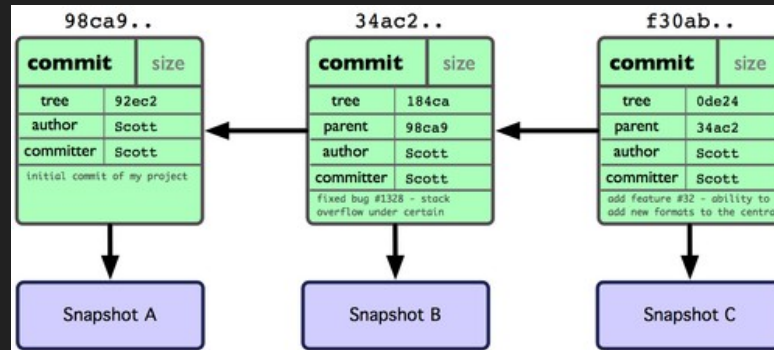 98ca9..
commit size
tree 92ec2
author Scott
committer Scott
initial commit of my project
Snapshot A
34ac2..
commit size
tree 184ca
parent 98ca9
author Scott
committer Scott
fixed bug #1328 - stack
overflow under certain
Snapshot B
f30ab..
commit size
tree 0de24
parent 34ac2
author Scott
committer Scott
add feature #32 - ability to
add new formats to the centra
Snapshot C